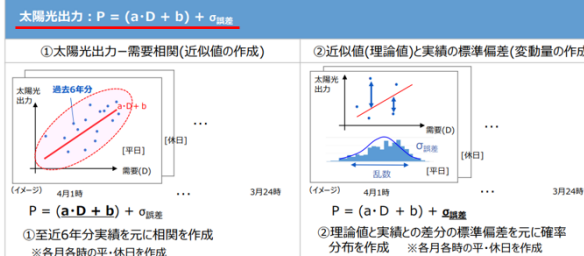 太陽光出力：P = (a・D + b) + σ誤差
①太陽光出力－需要相関(近似値の作成)
太陽光
出力
過去6年分
a・D + b
[休日]
[平日]
需要(D)
…
(イメージ)
4月1時
…
3月24時
P = (a・D + b) + σ誤差
①至近6年分実績を元に相関を作成
※各月各時の平・休日を作成
②近似値(理論値)と実績の標準偏差(変動量の作成
太陽光
出力
需要(D)
…
σ誤差
[休日]
[平日]
乱数
(イメージ)
4月1時
…
3月24時
P = (a・D + b) + σ誤差
②理論値と実績との差分の標準偏差を元に確率
分布を作成 ※各月各時の平・休日を作成